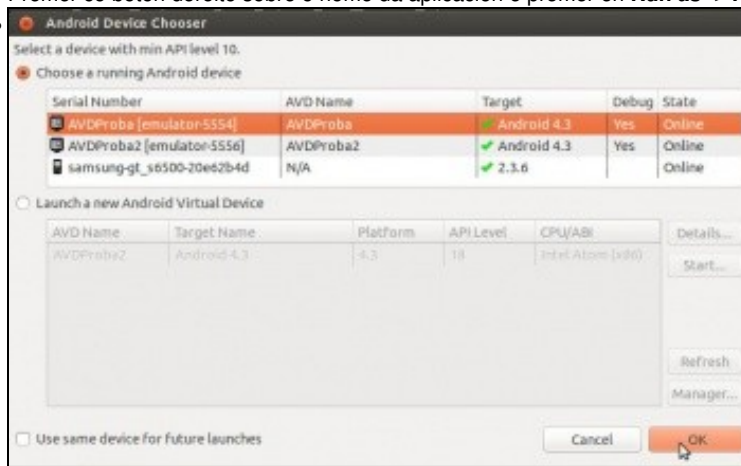 Android Device Chooser
Select a device with min API level 10.
Choose a running Android device
Serial Number AVD Name Target Debug State
AVDProba [emulator-5554] AVDProba Android 4.3 Yes Online
AVDProba2 [emulator-5556] AVDProba2 Android 4.3 Yes Online
samsung-gt_s6500-20e62b4d N/A 2.3.6 Online
Launch a new Android Virtual Device
AVD Name Target Name Platform API Level CPU/ABI Details...
AVDProba2 Android 4.3 4.3 18 Intel Atom (x86)
Start...
Refresh
Manager...
Use same device for future launches Cancel OK